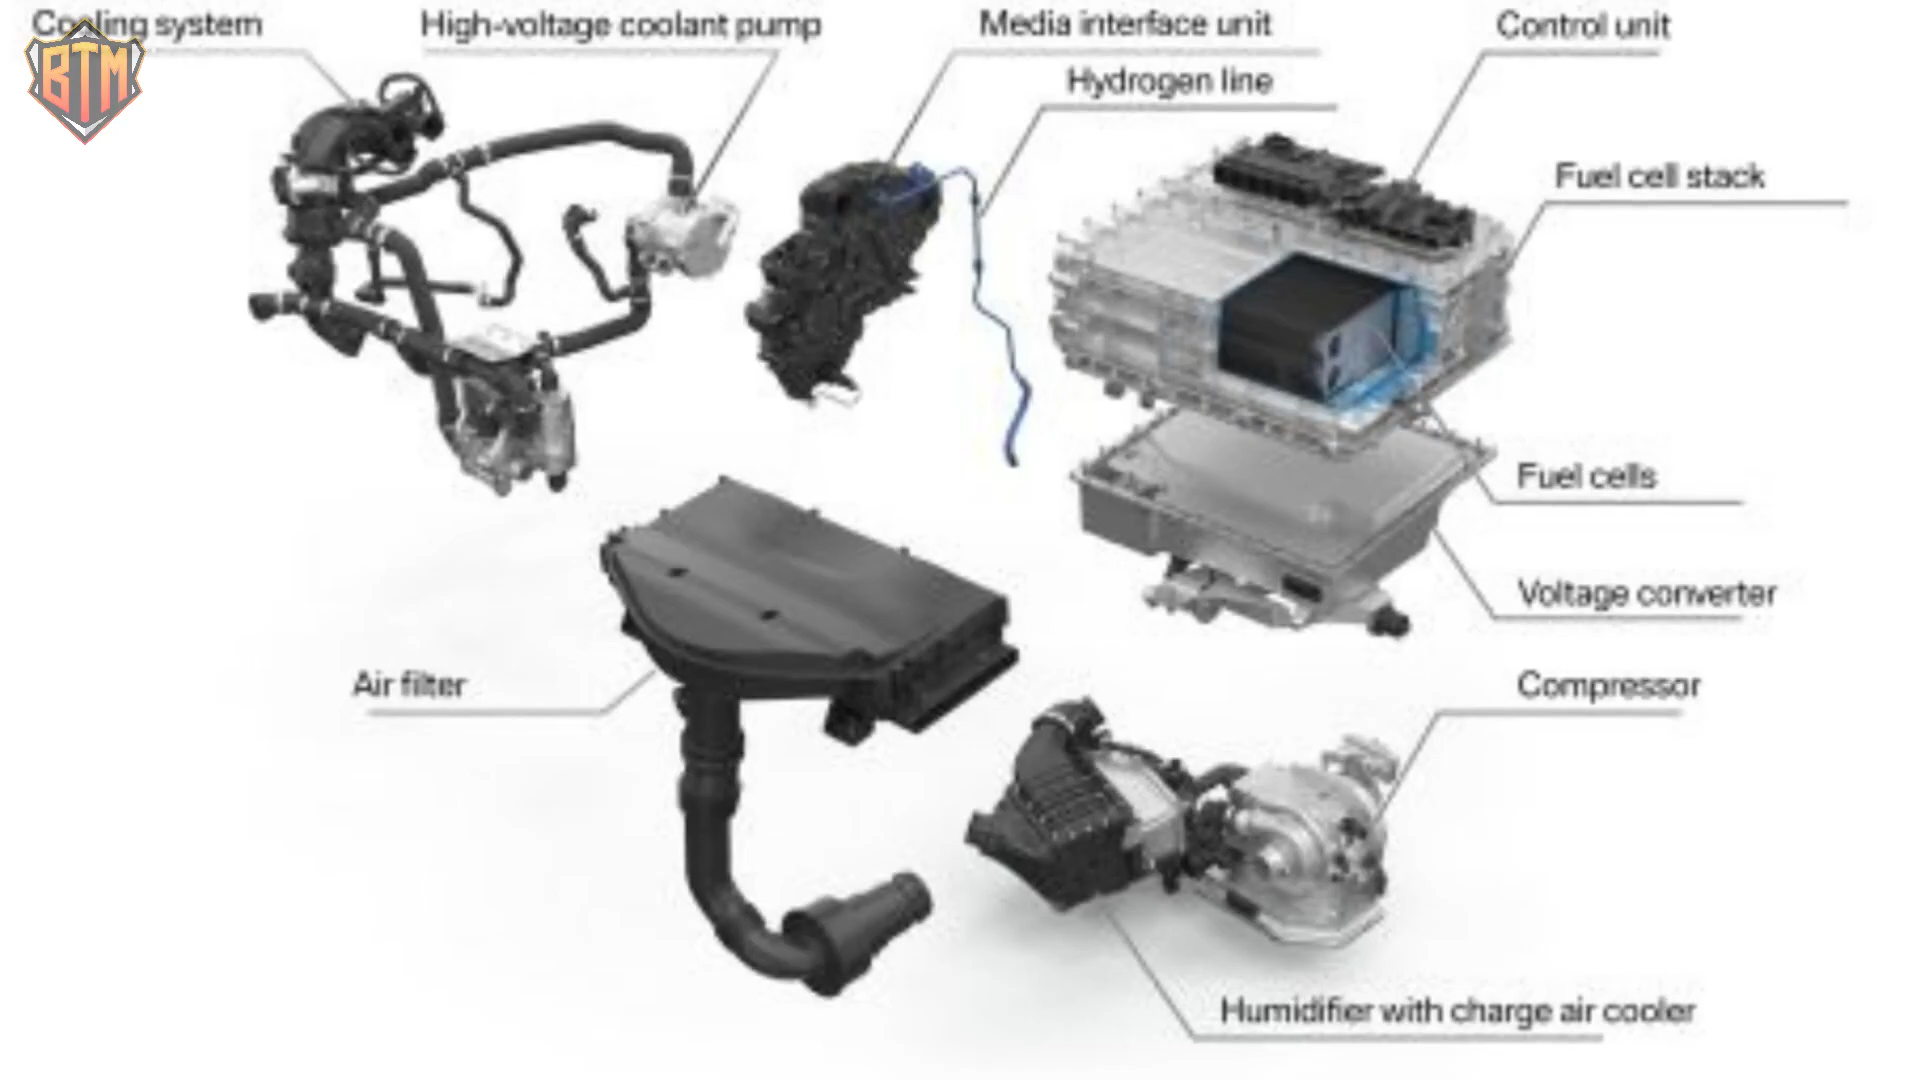 Cooling system
High-voltage coolant pump
Media interface unit
Control unit
Hydrogen line
BTM
Fuel cell stack
Fuel cells
Voltage converter
Air filter
Compressor
Humidifier with charge air cooler